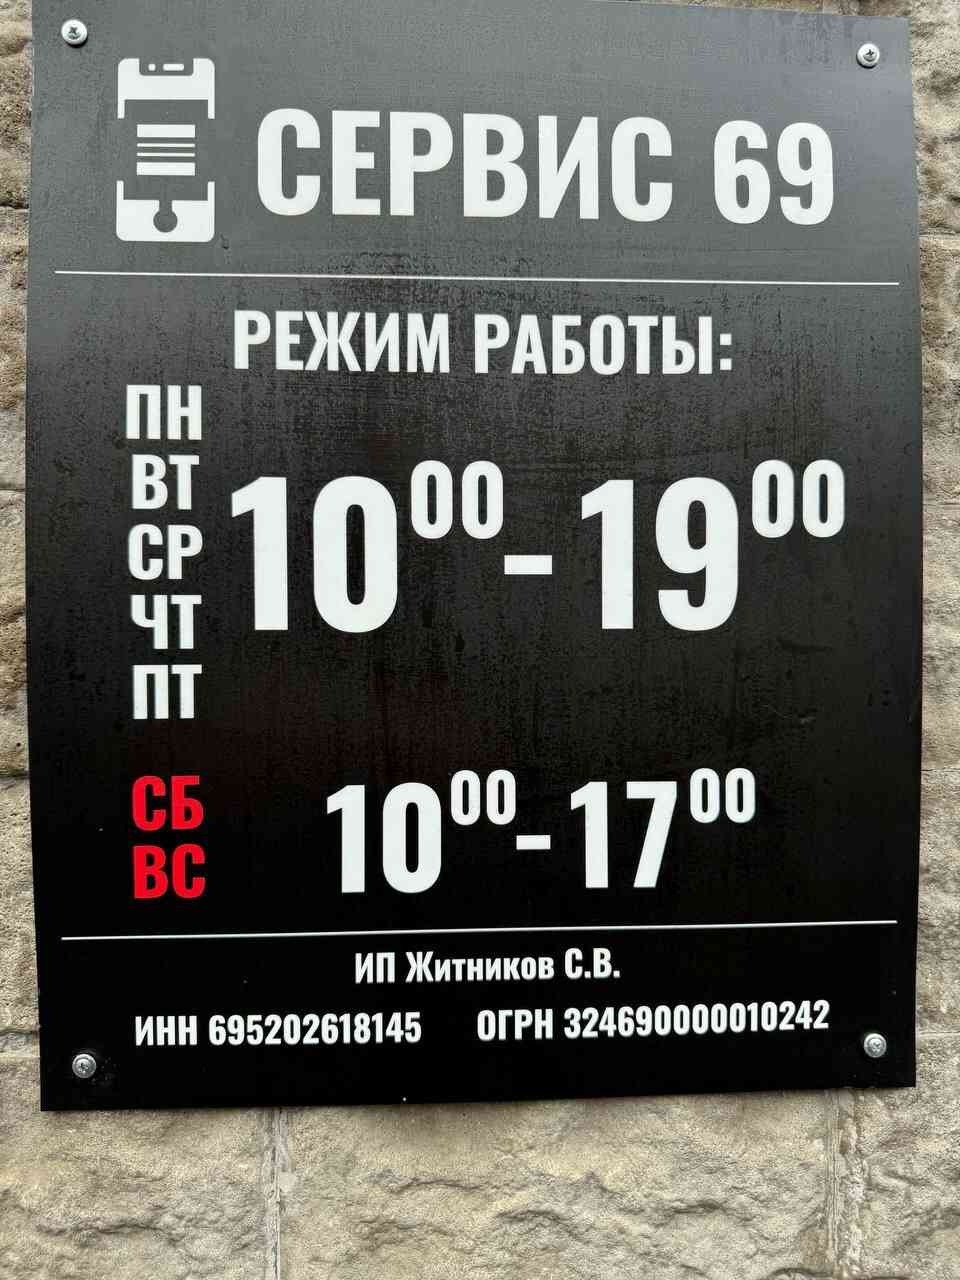 СЕРВИС 69
РЕЖИМ РАБОТЫ:
ПН
ВТ
СР
ЧТ
ПТ
10⁰⁰-19⁰⁰
СБ
ВС
10⁰⁰-17⁰⁰
ИП Житников С.В.
ИНН 695202618145 ОГРН 324690000010242